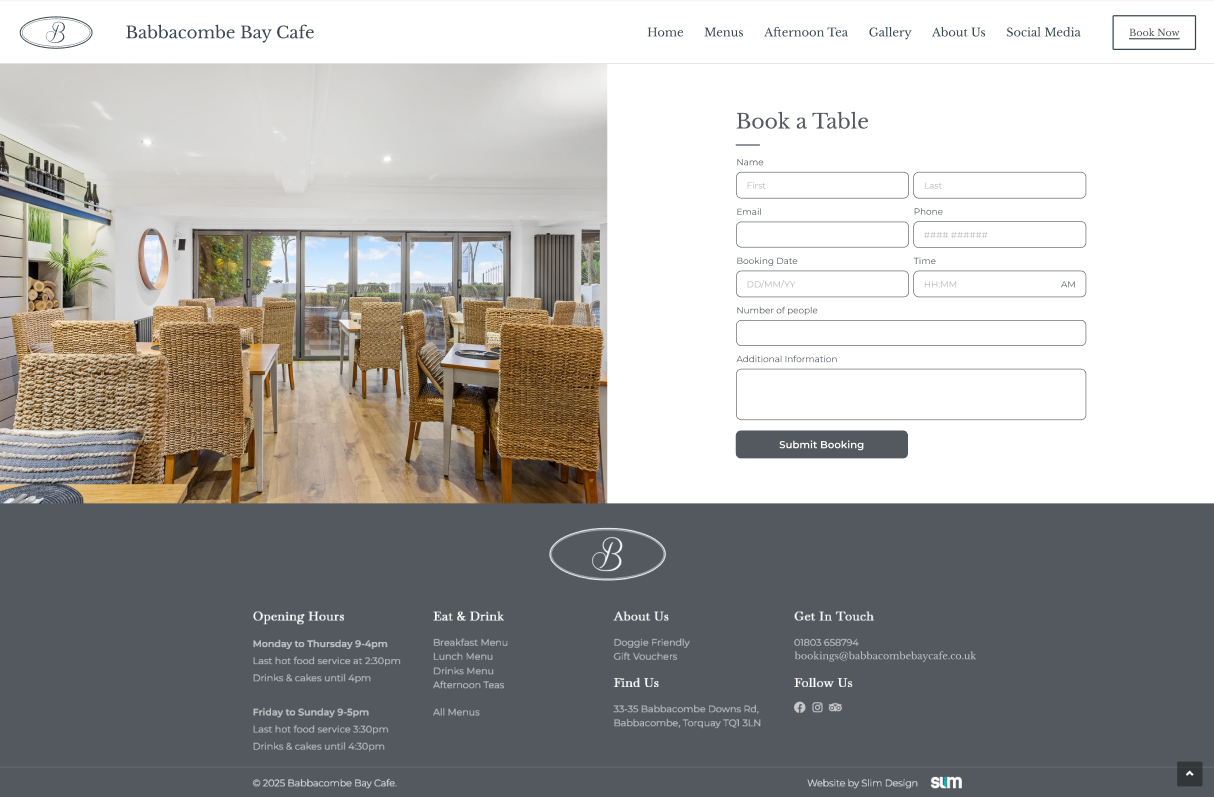 B
Babbacombe Bay Cafe
Home Menus Afternoon Tea Gallery About Us Social Media Book Now
Book a Table
Name
First Last
Email Phone
#### ######
Booking Date Time
DD/MM/YY HH:MM AM
Number of people
Additional Information
Submit Booking
B
Opening Hours
Monday to Thursday 9-4pm
Last hot food service at 2:30pm
Drinks & cakes until 4pm
Friday to Sunday 9-5pm
Last hot food service 3:30pm
Drinks & cakes until 4:30pm
Eat & Drink
Breakfast Menu
Lunch Menu
Drinks Menu
Afternoon Teas
All Menus
About Us
Doggie Friendly
Gift Vouchers
Find Us
33-35 Babbacombe Downs Rd,
Babbacombe, Torquay TQ1 3LN
Get In Touch
01803 658794
bookings@babbacombebaycafe.co.uk
Follow Us
© 2025 Babbacombe Bay Cafe.
Website by Slim Design slim